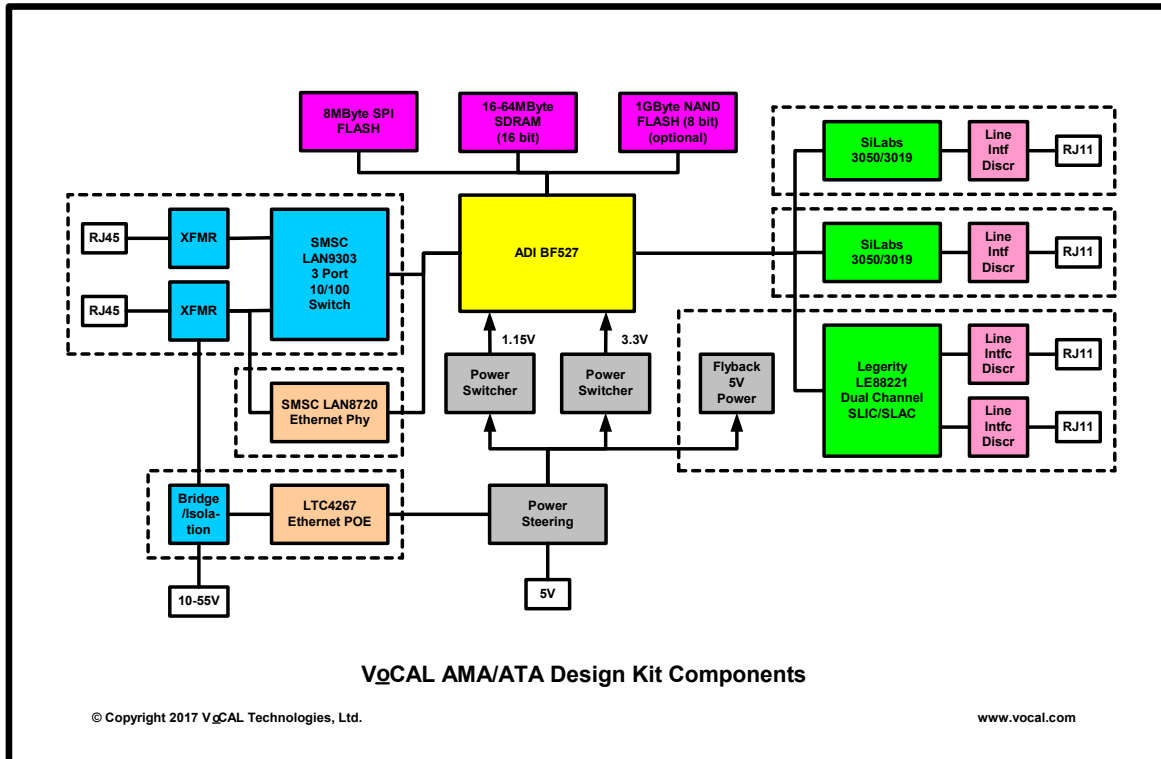 8MByte SPI
FLASH
16-64MByte
SDRAM
(16 bit)
1GByte NAND
FLASH (8 bit)
(optional)
SiLabs
3050/3019
Line
Intf
Discr
RJ11
RJ45
XFMR
SMSC
LAN9303
3 Port
10/100
Switch
ADI BF527
SiLabs
3050/3019
Line
Intf
Discr
RJ11
RJ45
XFMR
1.15V
3.3V
Power
Switcher
Power
Switcher
Flyback
5V
Power
Legerity
LE88221
Dual Channel
SLIC/SLAC
Line
Intfc
Discr
RJ11
Line
Intfc
Discr
RJ11
SMSC LAN8720
Ethernet Phy
Bridge
/Isola-
tion
LTC4267
Ethernet POE
Power
Steering
10-55V
5V
VoCAL AMA/ATA Design Kit Components
© Copyright 2017 VoCAL Technologies, Ltd.
www.vocal.com